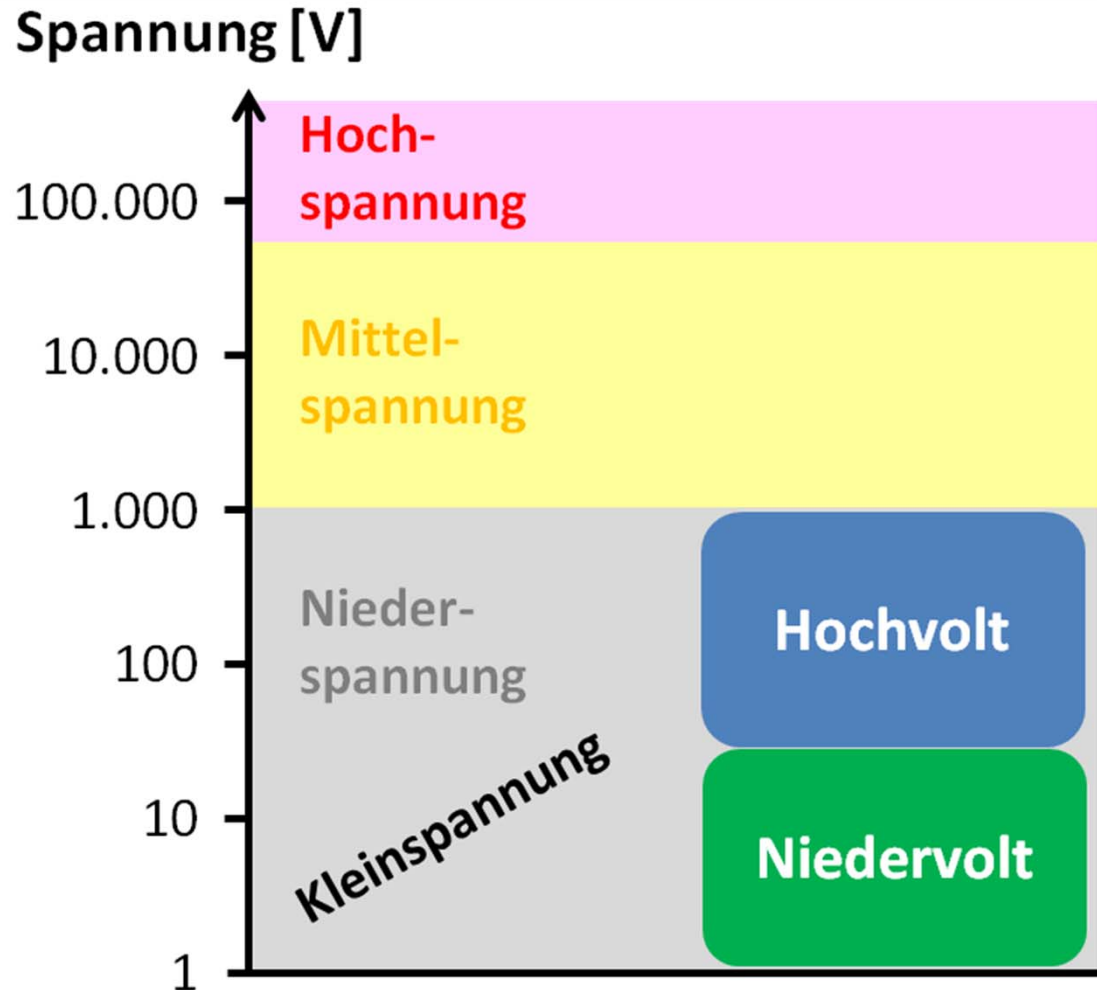 Spannung [V]
Hoch-
spannung
100.000
Mittel-
spannung
10.000
1.000
Nieder-
spannung
Hochvolt
100
Kleinspannung
10
Niedervolt
1